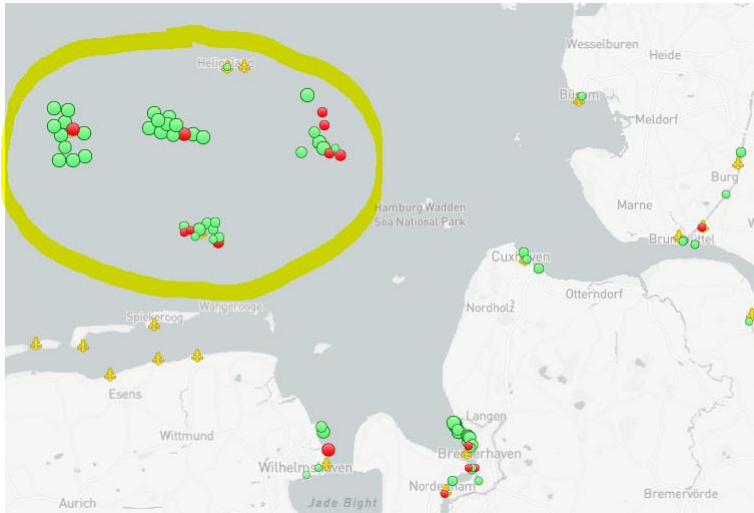 Wesselburen
Heide
Helgoland
Büsum
Meldorf
Burg
Hamburg Wadden
Sea National Park
Marne
Brunsbüttel
Cuxhaven
Otterndorf
Nordholz
Wangerooge
Spiekeroog
Esens
Wittmund
Langen
Bremerhaven
Wilhelmshaven
Nordenham
Aurich
Jade Bight
Bremervörde